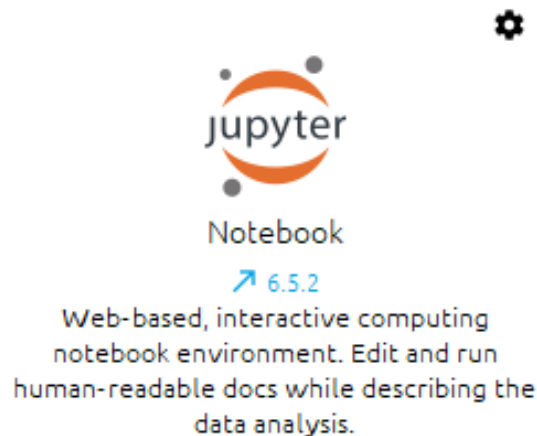 jupyter
Notebook
6.5.2
Web-based, interactive computing
notebook environment. Edit and run
human-readable docs while describing the
data analysis.